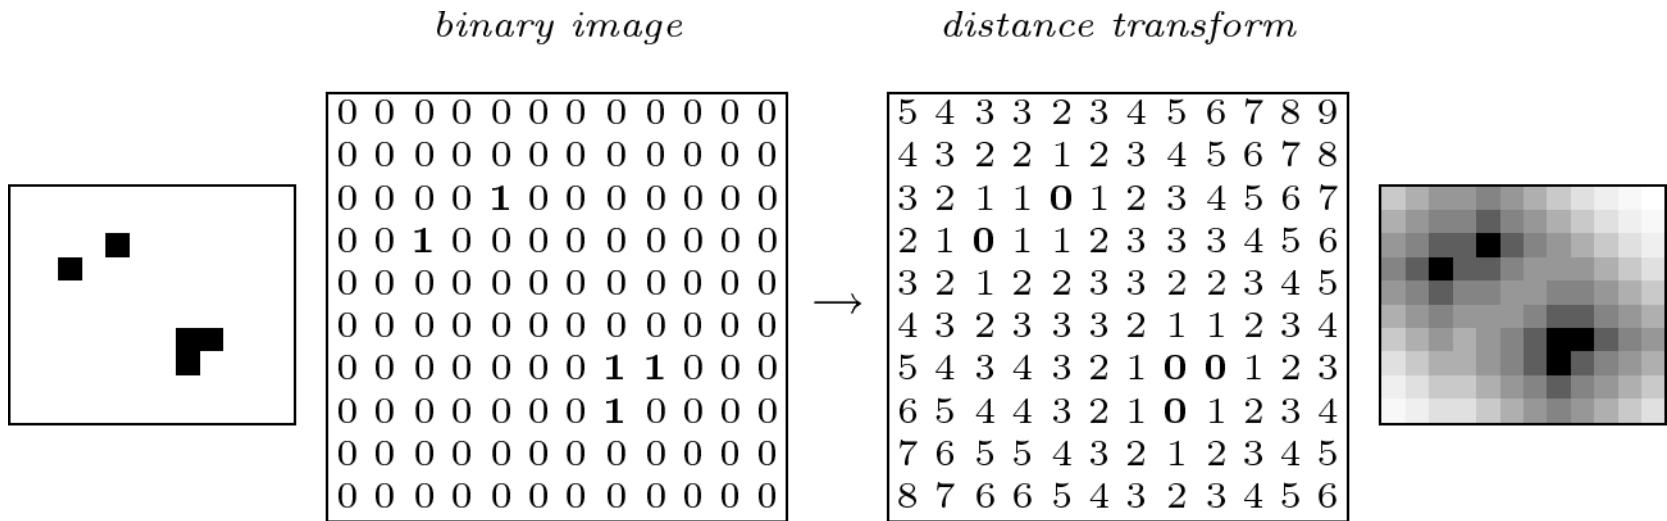 binary image distance transform
0 0 0 0 0 0 0 0 0 0 0 0 5 4 3 3 2 3 4 5 6 7 8 9
0 0 0 0 0 0 0 0 0 0 0 0 4 3 2 2 1 2 3 4 5 6 7 8
0 0 0 0 1 0 0 0 0 0 0 0 3 2 1 1 0 1 2 3 4 5 6 7
0 0 1 0 0 0 0 0 0 0 0 0 2 1 0 1 1 2 3 3 3 4 5 6
0 0 0 0 0 0 0 0 0 0 0 0 → 3 2 1 2 2 3 3 2 2 3 4 5
0 0 0 0 0 0 0 0 0 0 0 0 4 3 2 3 3 3 2 1 1 2 3 4
0 0 0 0 0 0 0 1 1 0 0 0 5 4 3 4 3 2 1 0 0 1 2 3
0 0 0 0 0 0 0 1 0 0 0 0 6 5 4 4 3 2 1 0 1 2 3 4
0 0 0 0 0 0 0 0 0 0 0 0 7 6 5 5 4 3 2 1 2 3 4 5
0 0 0 0 0 0 0 0 0 0 0 0 8 7 6 6 5 4 3 2 3 4 5 6